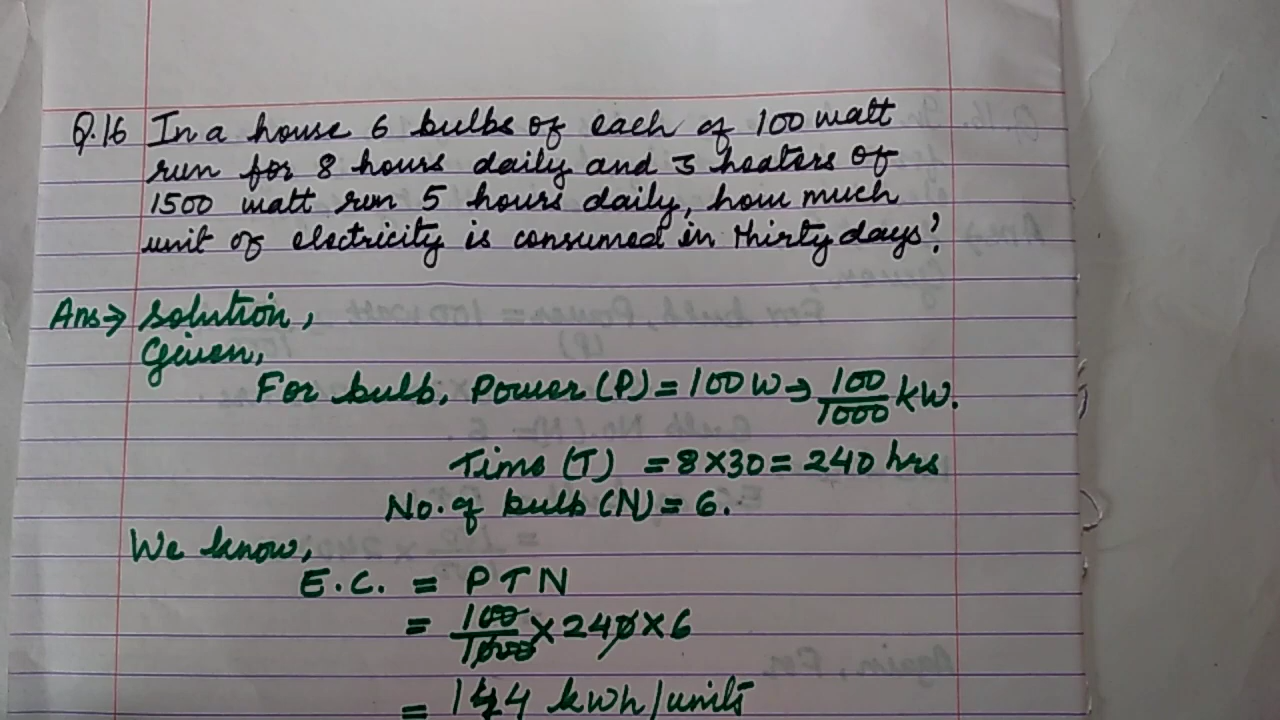 Q.16 In a house 6 bulbs of each of 100 watt
run for 8 hours daily and 3 heaters of
1500 watt run 5 hours daily, how much
unit of electricity is consumed in thirty days?
Ans→ Solution,
Given,
For bulb, Power (P) = 100 W → 100/1000 kW.
Time (T) = 8×30 = 240 hrs
No. of bulb (N) = 6.
We know,
E.C. = PTN
= 100/1000 × 240 × 6
= 144 kwh/units